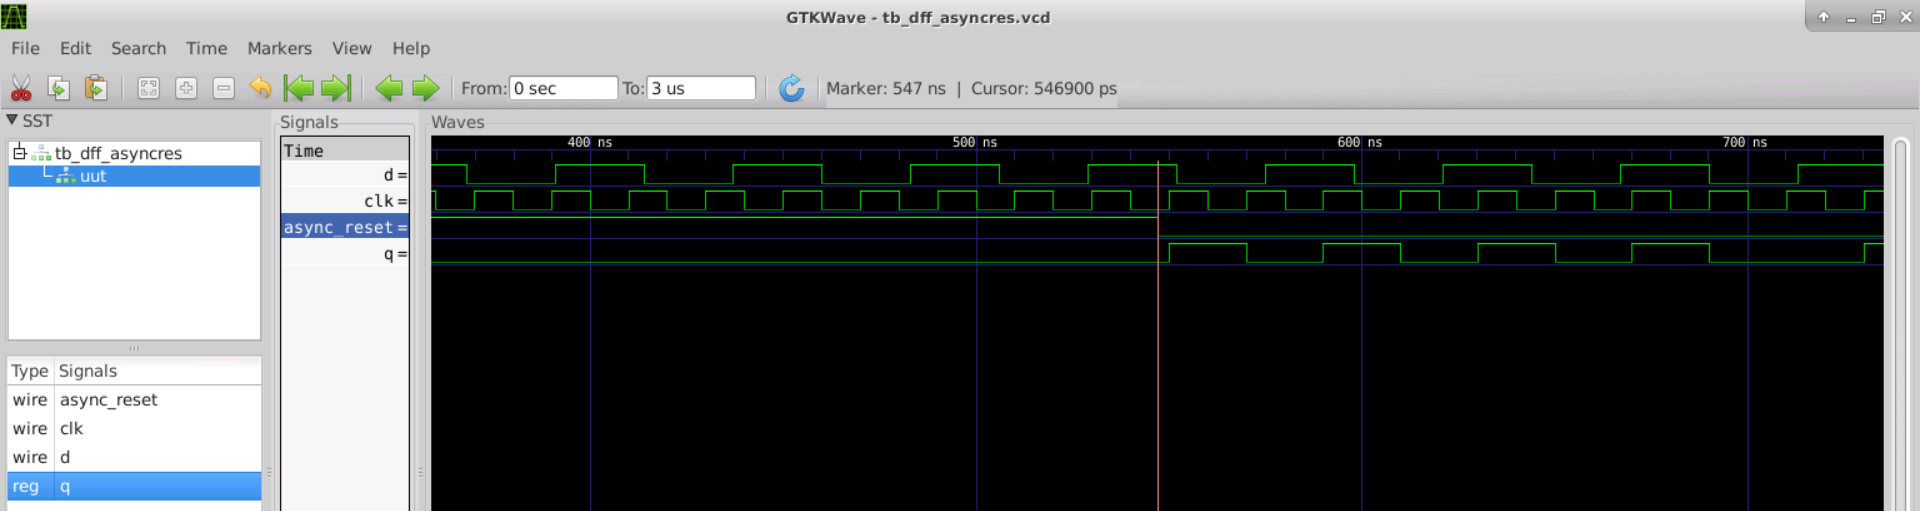 GTKWave - tb_dff_asyncres.vcd
File Edit Search Time Markers View Help
From: 0 sec To: 3 us Marker: 547 ns | Cursor: 546900 ps
SST
tb_dff_asyncres
uut
Type Signals
wire async_reset
wire clk
wire d
reg q
Signals
Time
d =
clk =
async_reset =
q =
Waves
400 ns 500 ns 600 ns 700 ns